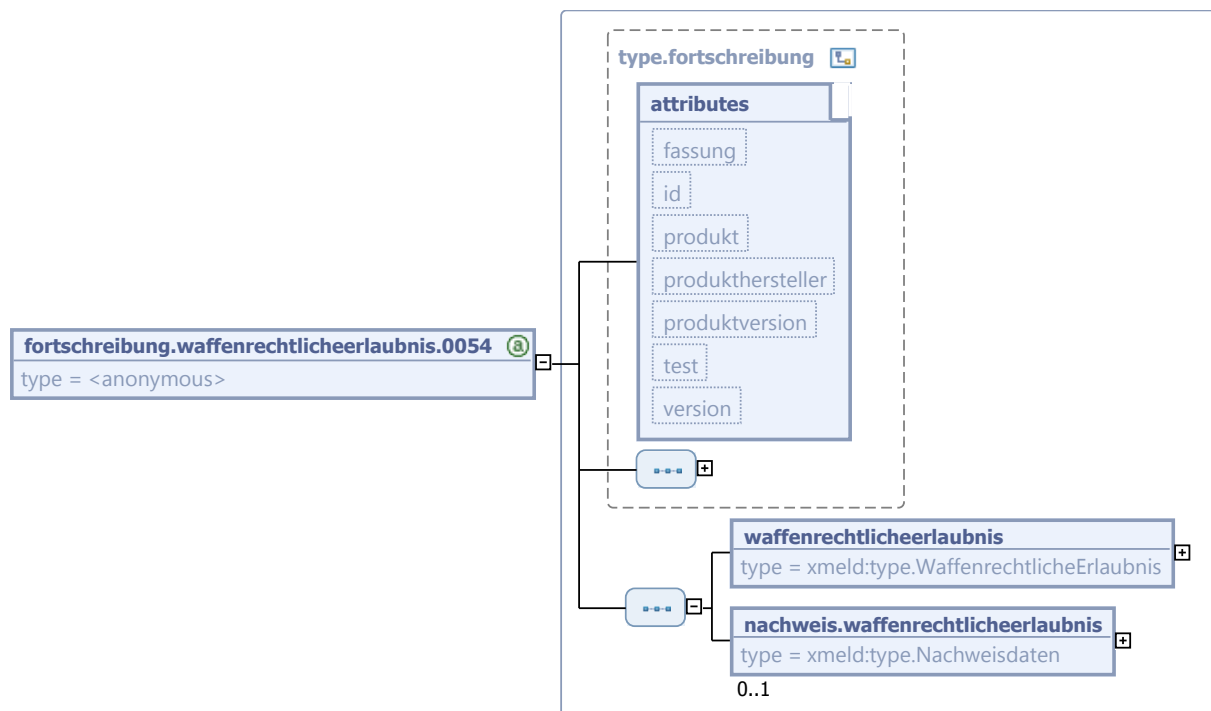 type.fortschreibung
attributes
fassung
id
produkt
produkthersteller
produktversion
test
version
fortschreibung.waffenrechtlicheerlaubnis.0054 a
type = <anonymous>
waffenrechtlicheerlaubnis
type = xmeld:type.WaffenrechtlicheErlaubnis
nachweis.waffenrechtlicheerlaubnis
type = xmeld:type.Nachweisdaten
0..1